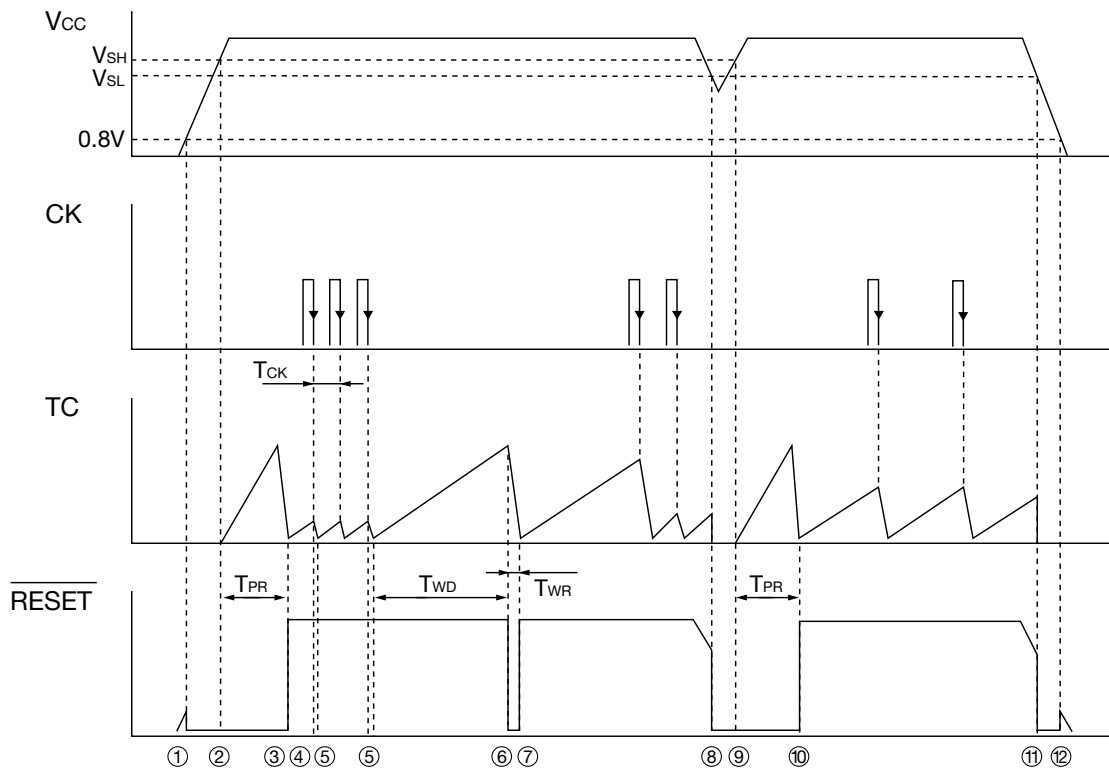 VCC
VSH
VSL
0.8V
CK
TCK
TC
TPR
TWD
TWR
TPR
RESET
① ② ③ ④ ⑤ ⑤ ⑥ ⑦ ⑧ ⑨ ⑩ ⑪ ⑫